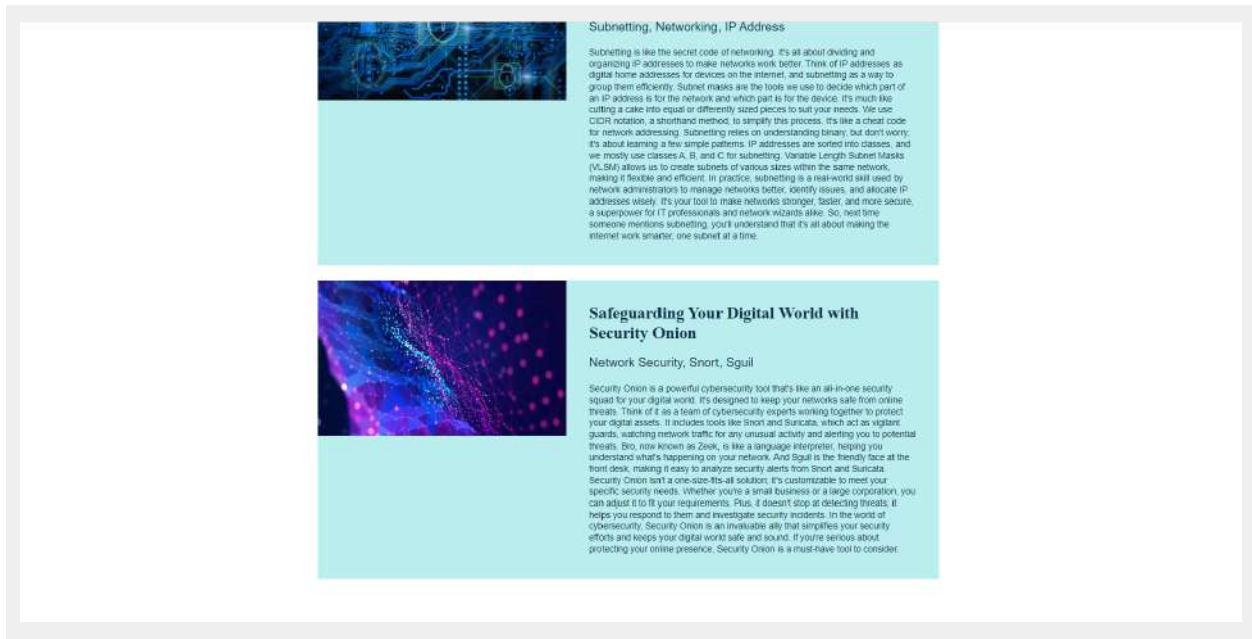 Subnetting, Networking, IP Address
Subnetting is like the secret code of networking. It's all about dividing and
organizing IP addresses to make networks work better. Think of IP addresses as
digital home addresses for devices on the internet, and subnetting as a way to
group them efficiently. Subnet masks are the tools we use to decide which part of
an IP address is for the network and which part is for the device. It's much like
cutting a cake into equal or differently sized pieces to suit your needs. We use
CIDR notation, a shorthand method, to simplify this process. It's like a cheat code
for network addressing. Subnetting relies on understanding binary, but don't worry;
it's about learning a few simple patterns. IP addresses are sorted into classes, and
we mostly use classes A, B, and C for subnetting. Variable Length Subnet Masks
(VLSM) allows us to create subnets of various sizes within the same network,
making it flexible and efficient. In practice, subnetting is a real-world skill used by
network administrators to manage networks better, identify issues, and allocate IP
addresses wisely. It's your tool to make networks stronger, faster, and more secure,
a superpower for IT professionals and network wizards alike. So, next time
someone mentions subnetting, you'll understand that it's all about making the
internet work smarter, one subnet at a time.
Safeguarding Your Digital World with
Security Onion
Network Security, Snort, Sguil
Security Onion is a powerful cybersecurity tool that's like an all-in-one security
squad for your digital world. It's designed to keep your networks safe from online
threats. Think of it as a team of cybersecurity experts working together to protect
your digital assets. It includes tools like Snort and Suricata, which act as vigilant
guards, watching network traffic for any unusual activity and alerting you to potential
threats. Bro, now known as Zeek, is like a language interpreter, helping you
understand what's happening on your network. And Sguil is the friendly face at the
front desk, making it easy to analyze security alerts from Snort and Suricata.
Security Onion isn't a one-size-fits-all solution; it's customizable to meet your
specific security needs. Whether you're a small business or a large corporation, you
can adjust it to fit your requirements. Plus, it doesn't stop at detecting threats; it
helps you respond to them and investigate security incidents. In the world of
cybersecurity, Security Onion is an invaluable ally that simplifies your security
efforts and keeps your digital world safe and sound. If you're serious about
protecting your online presence, Security Onion is a must-have tool to consider.